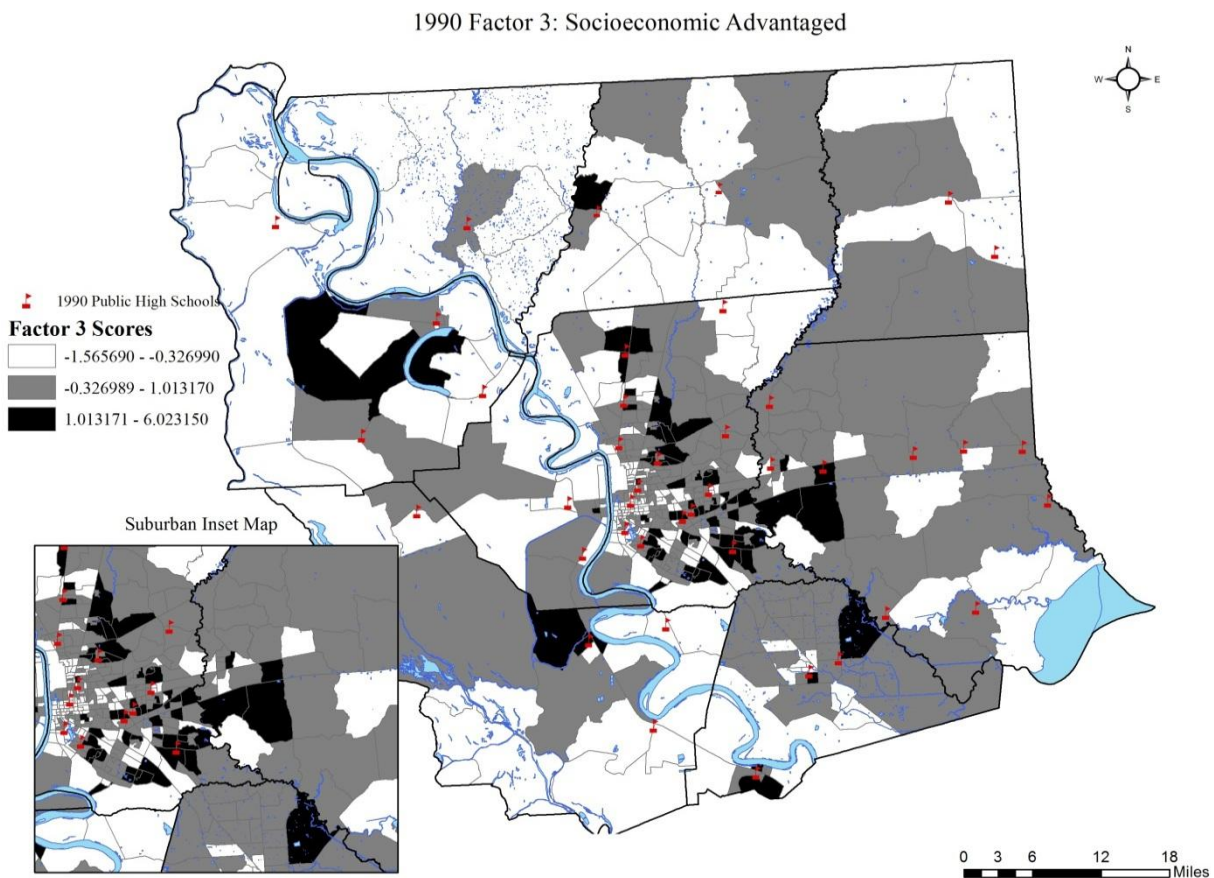 1990 Factor 3: Socioeconomic Advantaged
N
W E
S
1990 Public High Schools
Factor 3 Scores
-1.565690 - -0.326990
-0.326989 - 1.013170
1.013171 - 6.023150
Suburban Inset Map
0 3 6 12 18
Miles